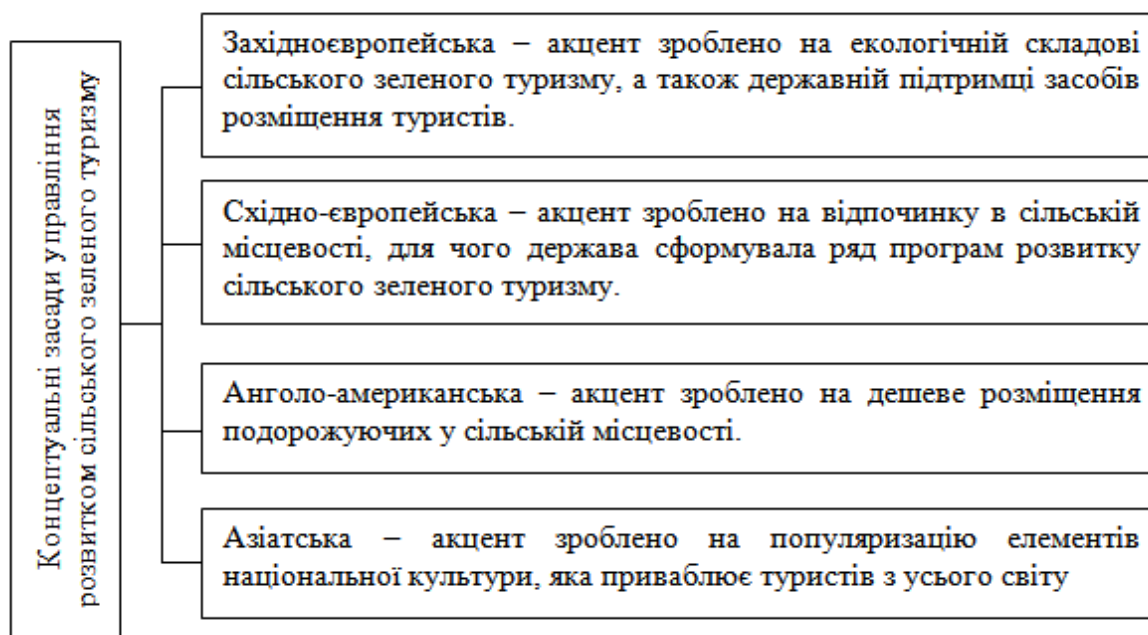 Концептуальні засади управління
розвитком сільського зеленого туризму
Західноєвропейська – акцент зроблено на екологічній складові
сільського зеленого туризму, а також державній підтримці засобів
розміщення туристів.
Східно-європейська – акцент зроблено на відпочинку в сільській
місцевості, для чого держава сформувала ряд програм розвитку
сільського зеленого туризму.
Англо-американська – акцент зроблено на дешеве розміщення
подорожуючих у сільській місцевості.
Азіатська – акцент зроблено на популяризацію елементів
національної культури, яка приваблює туристів з усього світу